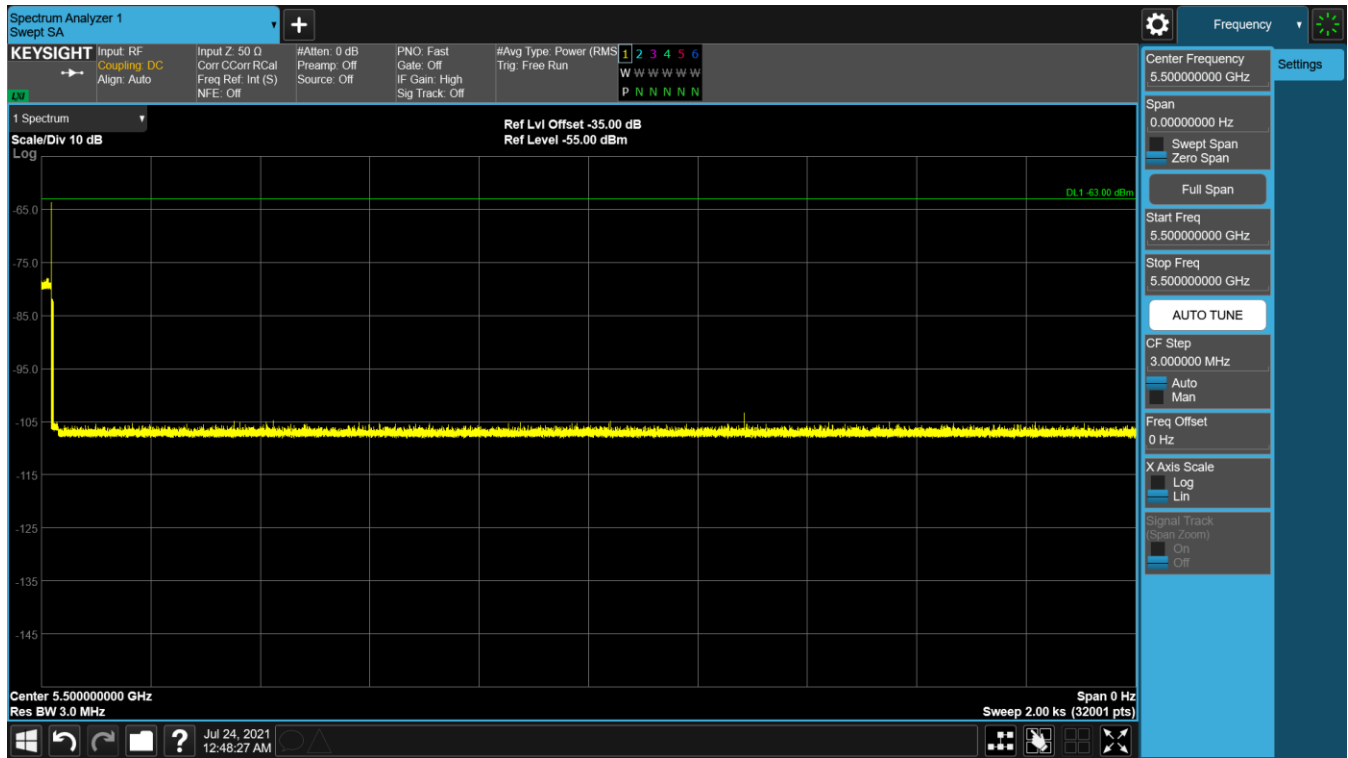 Spectrum Analyzer 1
Swept SA
+
Frequency
KEYSIGHT
Input: RF
Coupling: DC
Align: Auto
Input Z: 50 Ω
Corr CCorr RCal
Freq Ref: Int (S)
NFE: Off
#Atten: 0 dB
Preamp: Off
Source: Off
PNO: Fast
Gate: Off
IF Gain: High
Sig Track: Off
#Avg Type: Power (RMS
Trig: Free Run
1 2 3 4 5 6
W W W W W W
P N N N N N
LXI
1 Spectrum
Scale/Div 10 dB
Log
Ref Lvl Offset -35.00 dB
Ref Level -55.00 dBm
DL1 -63.00 dBm
-65.0
-75.0
-85.0
-95.0
-105
-115
-125
-135
-145
Center 5.500000000 GHz
Res BW 3.0 MHz
Span 0 Hz
Sweep 2.00 ks (32001 pts)
Center Frequency
5.500000000 GHz
Settings
Span
0.00000000 Hz
Swept Span
Zero Span
Full Span
Start Freq
5.500000000 GHz
Stop Freq
5.500000000 GHz
AUTO TUNE
CF Step
3.000000 MHz
Auto
Man
Freq Offset
0 Hz
X Axis Scale
Log
Lin
Signal Track
(Span Zoom)
On
Off
?
Jul 24, 2021
12:48:27 AM